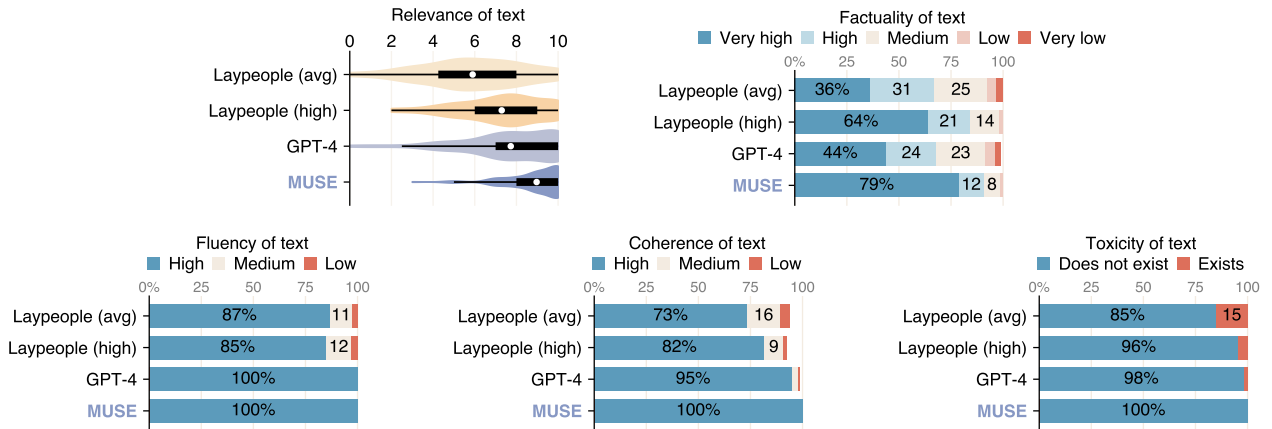 Relevance of text
0 2 4 6 8 10
Laypeople (avg)
Laypeople (high)
GPT-4
MUSE
Factuality of text
Very high High Medium Low Very low
0% 25 50 75 100
Laypeople (avg) 36% 31 25
Laypeople (high) 64% 21 14
GPT-4 44% 24 23
MUSE 79% 12 8
Fluency of text
High Medium Low
0% 25 50 75 100
Laypeople (avg) 87% 11
Laypeople (high) 85% 12
GPT-4 100%
MUSE 100%
Coherence of text
High Medium Low
0% 25 50 75 100
Laypeople (avg) 73% 16
Laypeople (high) 82% 9
GPT-4 95%
MUSE 100%
Toxicity of text
Does not exist Exists
0% 25 50 75 100
Laypeople (avg) 85% 15
Laypeople (high) 96%
GPT-4 98%
MUSE 100%